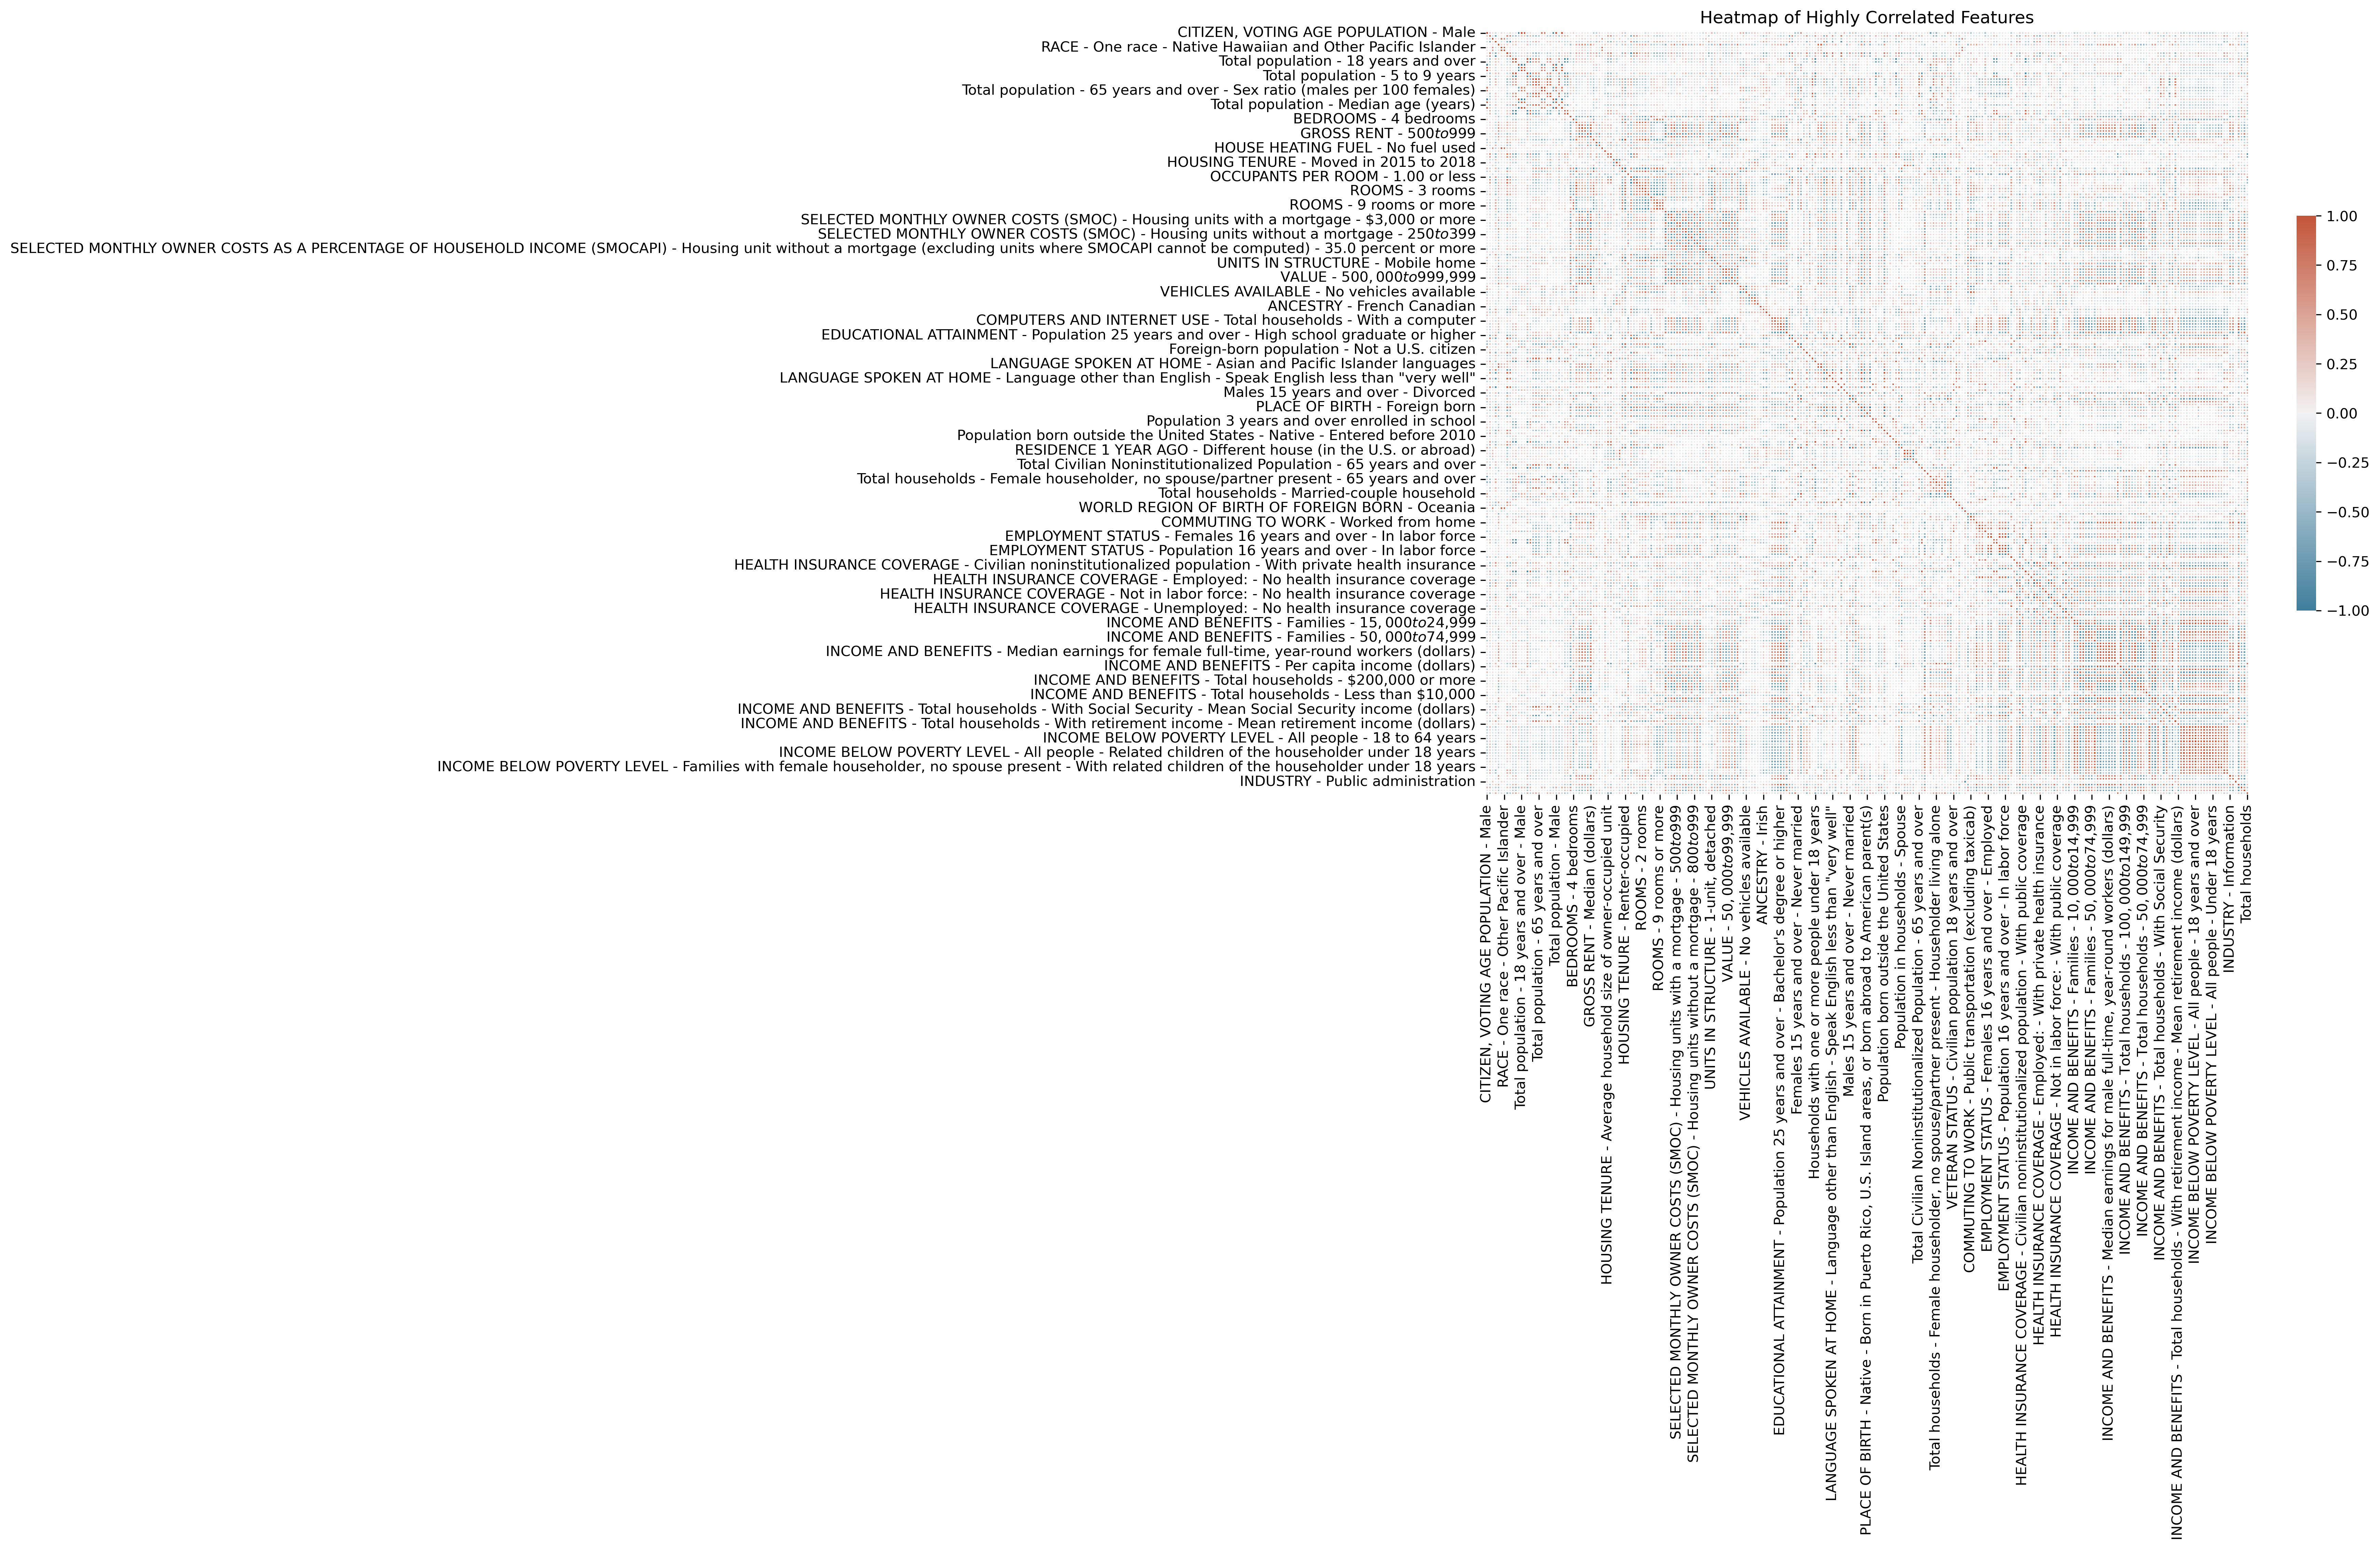 Heatmap of Highly Correlated Features
CITIZEN, VOTING AGE POPULATION - Male
RACE - One race - Native Hawaiian and Other Pacific Islander
Total population - 18 years and over
Total population - 5 to 9 years
Total population - 65 years and over - Sex ratio (males per 100 females)
Total population - Median age (years)
BEDROOMS - 4 bedrooms
GROSS RENT - 500to999
HOUSE HEATING FUEL - No fuel used
HOUSING TENURE - Moved in 2015 to 2018
OCCUPANTS PER ROOM - 1.00 or less
ROOMS - 3 rooms
ROOMS - 9 rooms or more
SELECTED MONTHLY OWNER COSTS (SMOC) - Housing units with a mortgage - $3,000 or more
SELECTED MONTHLY OWNER COSTS (SMOC) - Housing units without a mortgage - 250to399
SELECTED MONTHLY OWNER COSTS AS A PERCENTAGE OF HOUSEHOLD INCOME (SMOCAPI) - Housing unit without a mortgage (excluding units where SMOCAPI cannot be computed) - 35.0 percent or more
UNITS IN STRUCTURE - Mobile home
VALUE - 500,000to999,999
VEHICLES AVAILABLE - No vehicles available
ANCESTRY - French Canadian
COMPUTERS AND INTERNET USE - Total households - With a computer
EDUCATIONAL ATTAINMENT - Population 25 years and over - High school graduate or higher
Foreign-born population - Not a U.S. citizen
LANGUAGE SPOKEN AT HOME - Asian and Pacific Islander languages
LANGUAGE SPOKEN AT HOME - Language other than English - Speak English less than "very well"
Males 15 years and over - Divorced
PLACE OF BIRTH - Foreign born
Population 3 years and over enrolled in school
Population born outside the United States - Native - Entered before 2010
RESIDENCE 1 YEAR AGO - Different house (in the U.S. or abroad)
Total Civilian Noninstitutionalized Population - 65 years and over
Total households - Female householder, no spouse/partner present - 65 years and over
Total households - Married-couple household
WORLD REGION OF BIRTH OF FOREIGN BORN - Oceania
COMMUTING TO WORK - Worked from home
EMPLOYMENT STATUS - Females 16 years and over - In labor force
EMPLOYMENT STATUS - Population 16 years and over - In labor force
HEALTH INSURANCE COVERAGE - Civilian noninstitutionalized population - With private health insurance
HEALTH INSURANCE COVERAGE - Employed: - No health insurance coverage
HEALTH INSURANCE COVERAGE - Not in labor force: - No health insurance coverage
HEALTH INSURANCE COVERAGE - Unemployed: - No health insurance coverage
INCOME AND BENEFITS - Families - 15,000to24,999
INCOME AND BENEFITS - Families - 50,000to74,999
INCOME AND BENEFITS - Median earnings for female full-time, year-round workers (dollars)
INCOME AND BENEFITS - Per capita income (dollars)
INCOME AND BENEFITS - Total households - $200,000 or more
INCOME AND BENEFITS - Total households - Less than $10,000
INCOME AND BENEFITS - Total households - With Social Security - Mean Social Security income (dollars)
INCOME AND BENEFITS - Total households - With retirement income - Mean retirement income (dollars)
INCOME BELOW POVERTY LEVEL - All people - 18 to 64 years
INCOME BELOW POVERTY LEVEL - All people - Related children of the householder under 18 years
INCOME BELOW POVERTY LEVEL - Families with female householder, no spouse present - With related children of the householder under 18 years
INDUSTRY - Public administration
CITIZEN, VOTING AGE POPULATION - Male
RACE - One race - Other Pacific Islander
Total population - 18 years and over - Male
Total population - 65 years and over
Total population - Male
BEDROOMS - 4 bedrooms
GROSS RENT - Median (dollars)
HOUSING TENURE - Average household size of owner-occupied unit
HOUSING TENURE - Renter-occupied
ROOMS - 2 rooms
ROOMS - 9 rooms or more
SELECTED MONTHLY OWNER COSTS (SMOC) - Housing units with a mortgage - 500to999
SELECTED MONTHLY OWNER COSTS (SMOC) - Housing units without a mortgage - 800to999
UNITS IN STRUCTURE - 1-unit, detached
VALUE - 50,000to99,999
VEHICLES AVAILABLE - No vehicles available
ANCESTRY - Irish
EDUCATIONAL ATTAINMENT - Population 25 years and over - Bachelor's degree or higher
Females 15 years and over - Never married
Households with one or more people under 18 years
LANGUAGE SPOKEN AT HOME - Language other than English - Speak English less than "very well"
Males 15 years and over - Never married
PLACE OF BIRTH - Native - Born in Puerto Rico, U.S. Island areas, or born abroad to American parent(s)
Population born outside the United States
Population in households - Spouse
Total Civilian Noninstitutionalized Population - 65 years and over
Total households - Female householder, no spouse/partner present - Householder living alone
VETERAN STATUS - Civilian population 18 years and over
COMMUTING TO WORK - Public transportation (excluding taxicab)
EMPLOYMENT STATUS - Females 16 years and over - Employed
EMPLOYMENT STATUS - Population 16 years and over - In labor force
HEALTH INSURANCE COVERAGE - Civilian noninstitutionalized population - With public coverage
HEALTH INSURANCE COVERAGE - Employed: - With private health insurance
HEALTH INSURANCE COVERAGE - Not in labor force: - With public coverage
INCOME AND BENEFITS - Families - 10,000to14,999
INCOME AND BENEFITS - Families - 50,000to74,999
INCOME AND BENEFITS - Median earnings for male full-time, year-round workers (dollars)
INCOME AND BENEFITS - Total households - 100,000to149,999
INCOME AND BENEFITS - Total households - 50,000to74,999
INCOME AND BENEFITS - Total households - With Social Security
INCOME AND BENEFITS - Total households - With retirement income - Mean retirement income (dollars)
INCOME BELOW POVERTY LEVEL - All people - 18 years and over
INCOME BELOW POVERTY LEVEL - All people - Under 18 years
INDUSTRY - Information
Total households
1.00
0.75
0.50
0.25
0.00
−0.25
−0.50
−0.75
−1.00